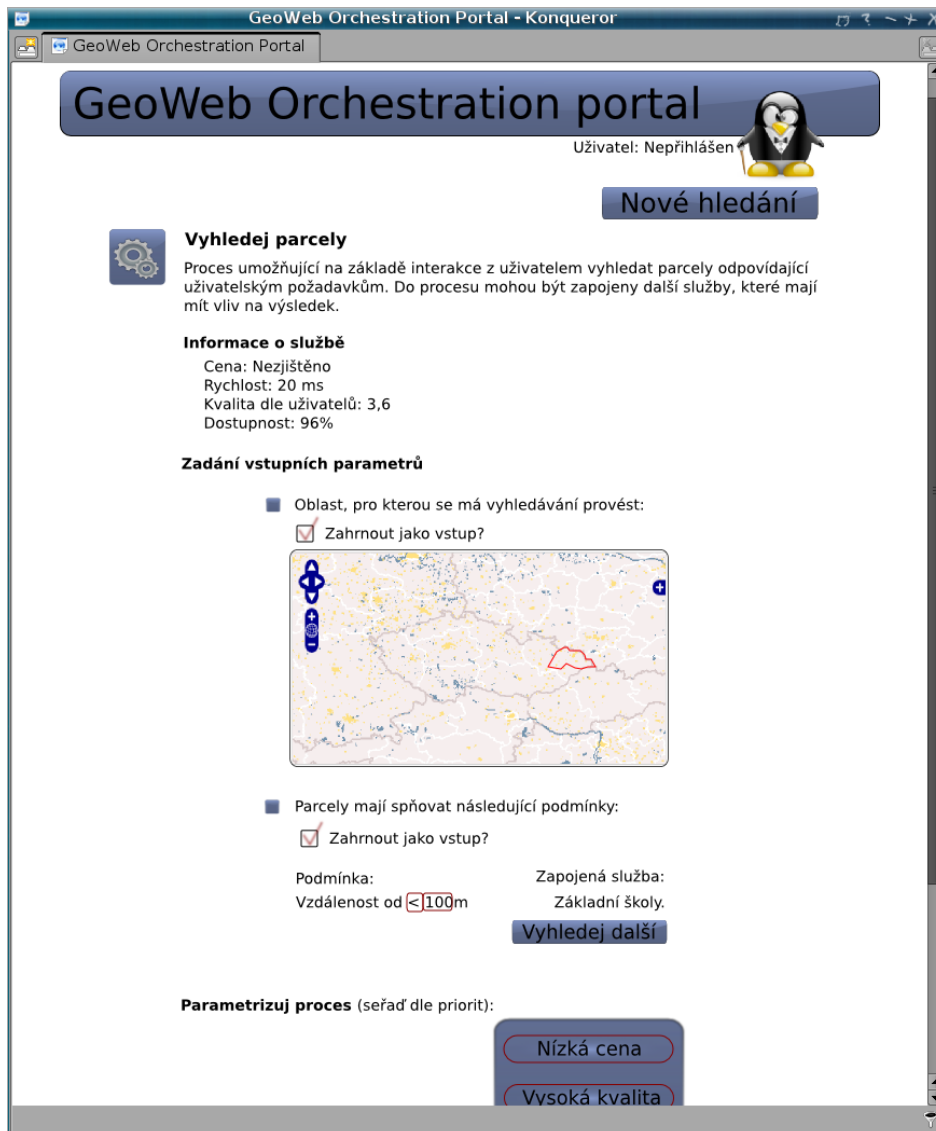 GeoWeb Orchestration Portal - Konqueror
GeoWeb Orchestration Portal
GeoWeb Orchestration portal
Uživatel: Nepřihlášen
Nové hledání
Vyhledej parcely
Proces umožňující na základě interakce z uživatelem vyhledat parcely odpovídající
uživatelským požadavkům. Do procesu mohou být zapojeny další služby, které mají
mít vliv na výsledek.
Informace o službě
Cena: Nezjištěno
Rychlost: 20 ms
Kvalita dle uživatelů: 3,6
Dostupnost: 96%
Zadání vstupních parametrů
Oblast, pro kterou se má vyhledávání provést:
Zahrnout jako vstup?
Parcely mají spňovat následující podmínky:
Zahrnout jako vstup?
Podmínka: Zapojená služba:
Vzdálenost od < 100m Základní školy.
Vyhledej další
Parametrizuj proces (seřaď dle priorit):
Nízká cena
Vysoká kvalita